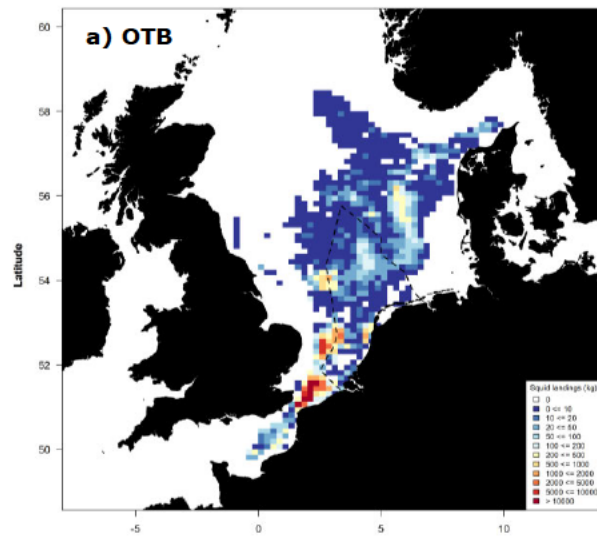 a) OTB
60
58
56
54
52
50
Latitude
-5
0
5
10
Squid landings (kg)
0
0 <= 10
10 <= 20
20 <= 50
50 <= 100
100 <= 200
200 <= 500
500 <= 1000
1000 <= 2000
2000 <= 5000
5000 <= 10000
> 10000